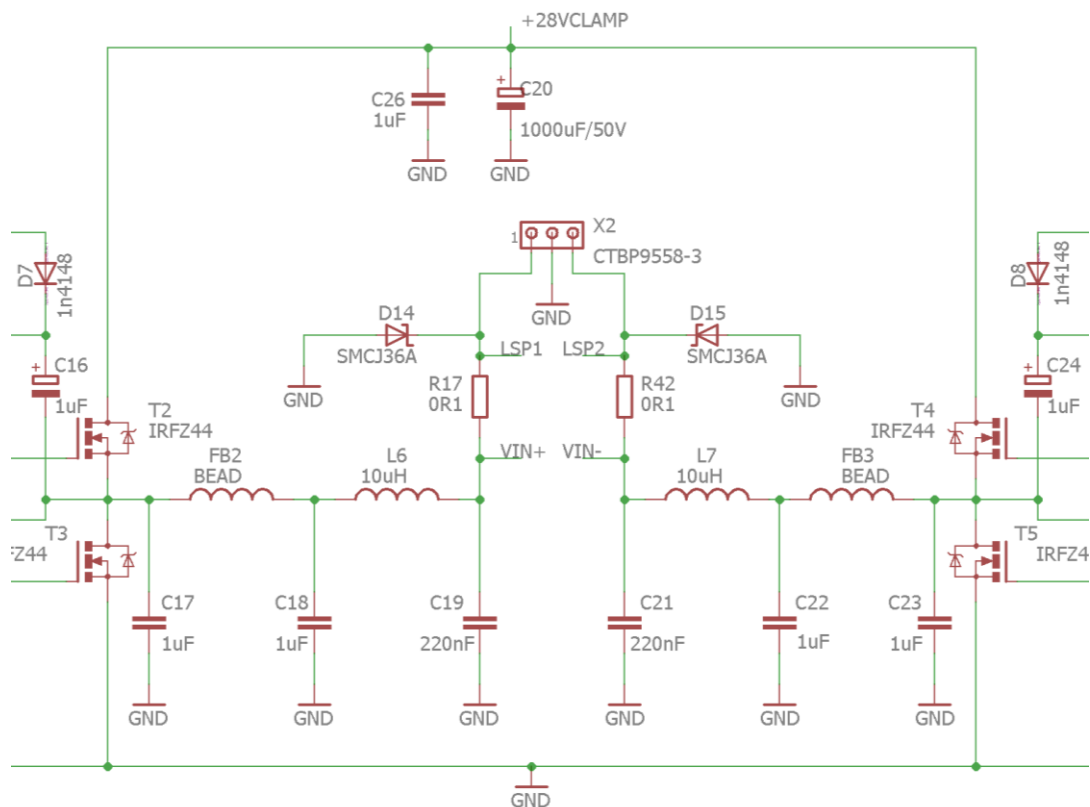 +28VCLAMP
C26
1uF
C20
1000uF/50V
GND
GND
X2
1
CTBP9558-3
D7
1n4148
D8
1n4148
GND
D14
SMCJ36A
D15
SMCJ36A
LSP1
LSP2
GND
GND
C16
1uF
C24
1uF
R17
0R1
R42
0R1
T2
IRFZ44
T4
IRFZ44
VIN+
VIN-
FB2
BEAD
L6
10uH
L7
10uH
FB3
BEAD
T3
FZ44
T5
IRFZ4
C17
1uF
C18
1uF
C19
220nF
C21
220nF
C22
1uF
C23
1uF
GND
GND
GND
GND
GND
GND
GND